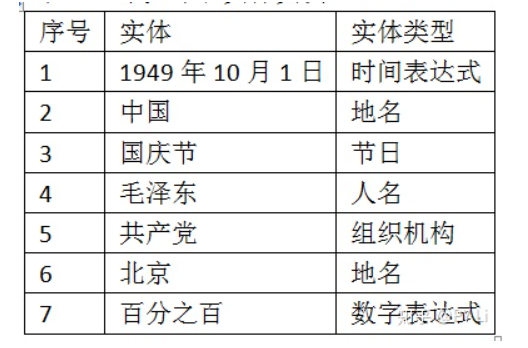 序号 实体 实体类型
1 1949 年 10 月 1 日 时间表达式
2 中国 地名
3 国庆节 节日
4 毛泽东 人名
5 共产党 组织机构
6 北京 地名
7 百分之百 数字表达式